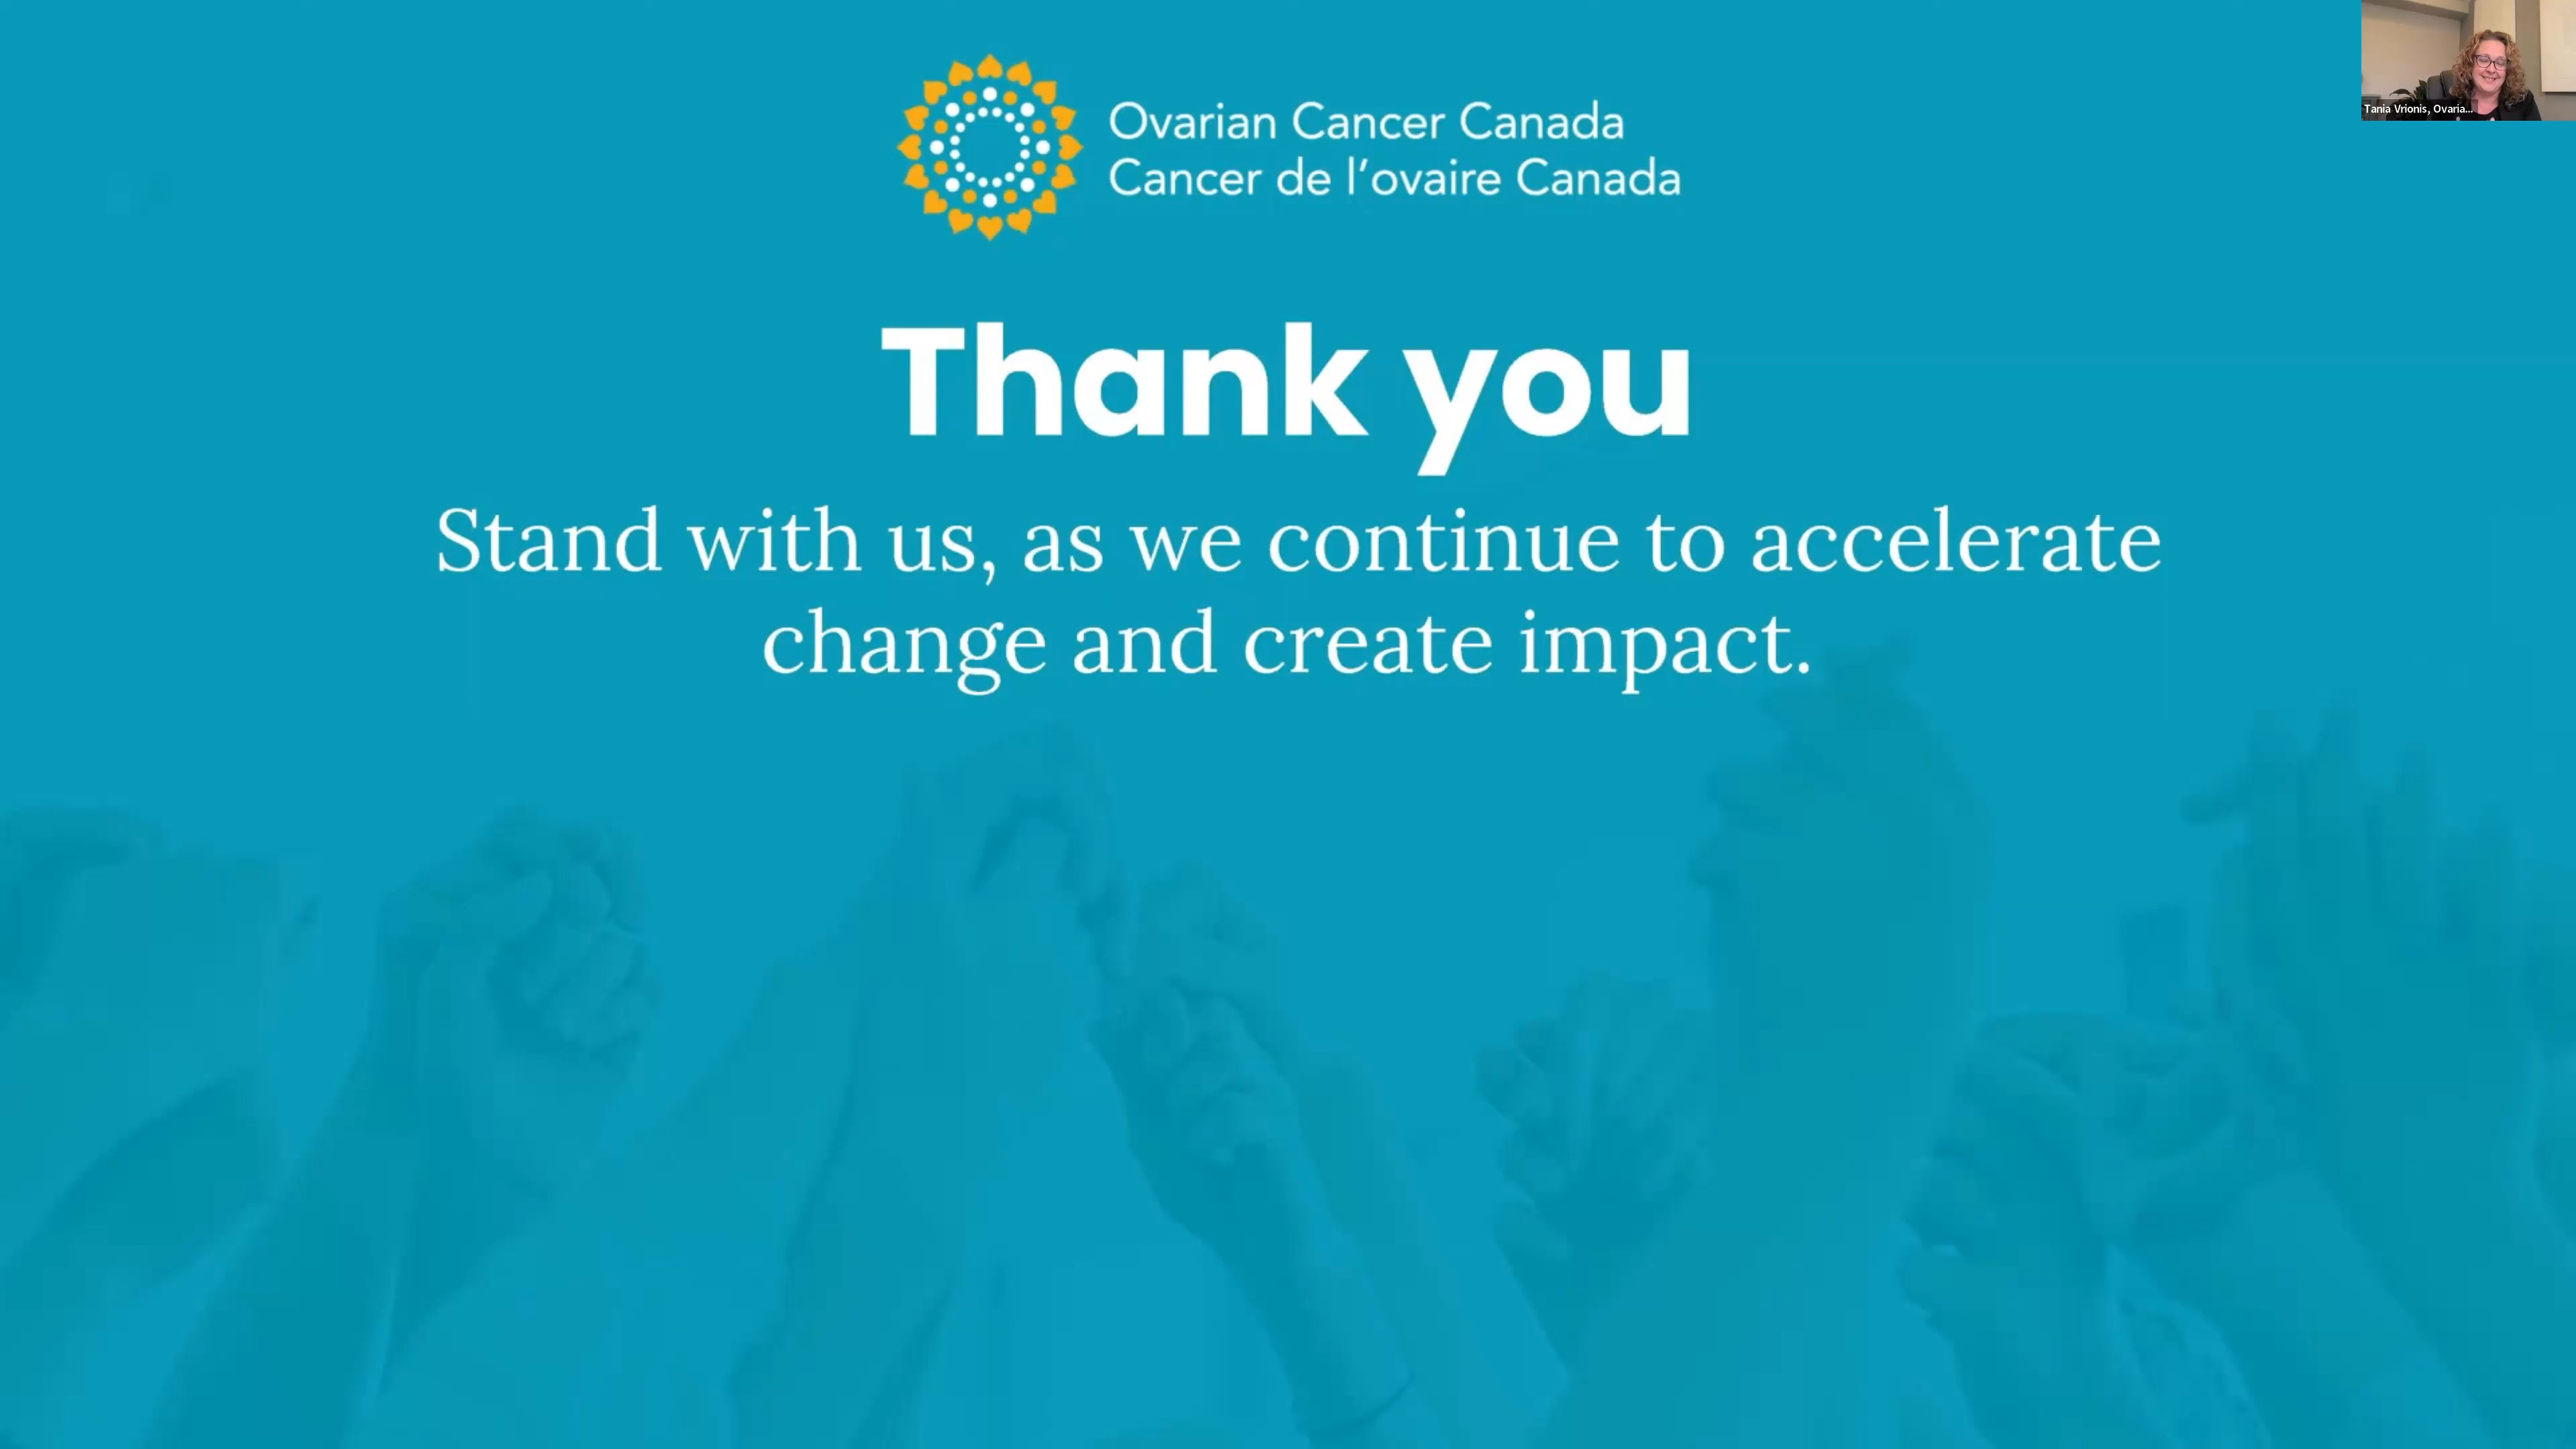 Ovarian Cancer Canada
Cancer de l'ovaire Canada
Tania Vrionis, Ovaria...
Thank you
Stand with us, as we continue to accelerate
change and create impact.